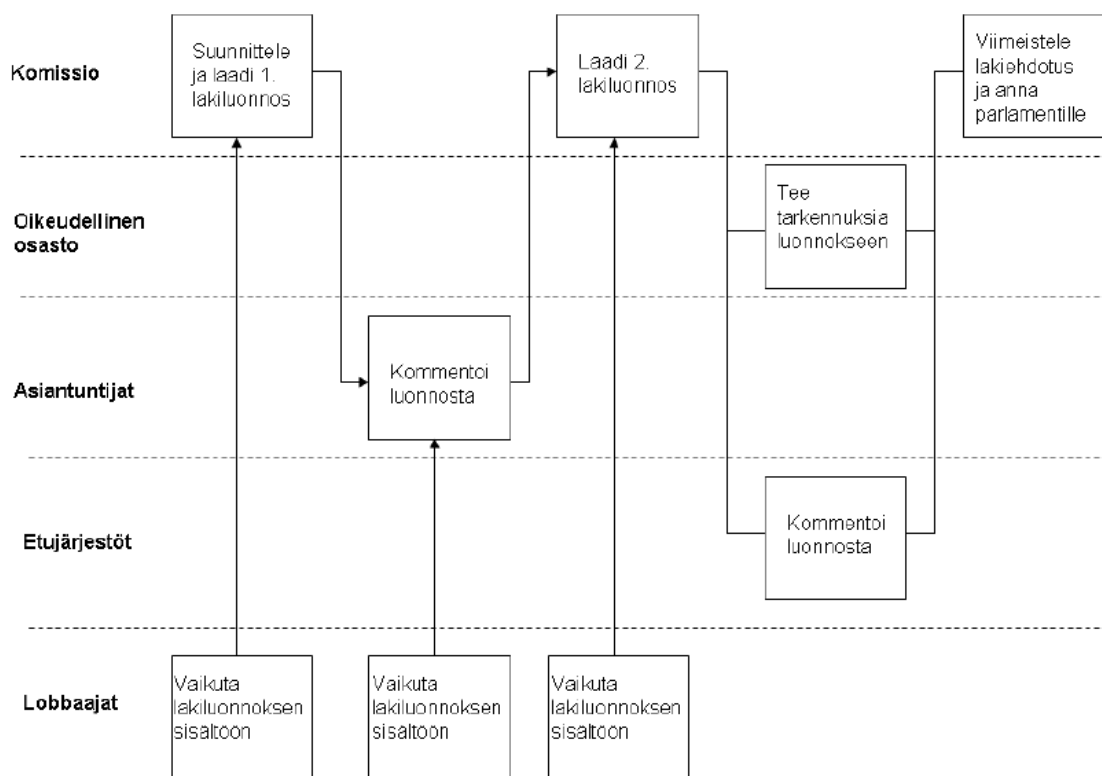 Komissio
Suunnittele
ja laadi 1.
lakiluonnos
Laadi 2.
lakiluonnos
Viimeistele
lakiehdotus
ja anna
parlamentille
Oikeudellinen
osasto
Tee
tarkennuksia
luonnokseen
Asiantuntijat
Kommentoi
luonnosta
Etujärjestöt
Kommentoi
luonnosta
Lobbaajat
Vaikuta
lakiluonnoksen
sisältöön
Vaikuta
lakiluonnoksen
sisältöön
Vaikuta
lakiluonnoksen
sisältöön